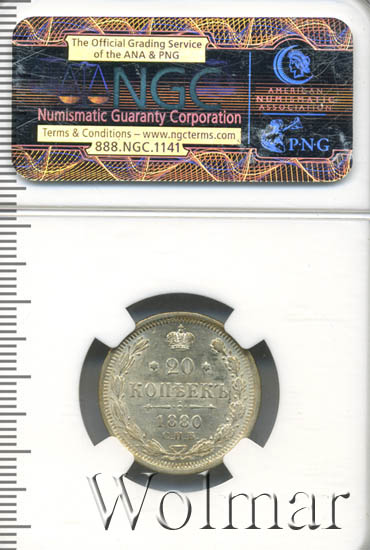 The Official Grading Service
of the ANA & PNG
NGC
Numismatic Guaranty Corporation
Terms & Conditions – www.ngcterms.com
888.NGC.1141
AMERICAN
NUMISMATIC
ASSOCIATION
PNG
20
КОПѢЕКЪ
1880
С.П.Б.
Wolmar